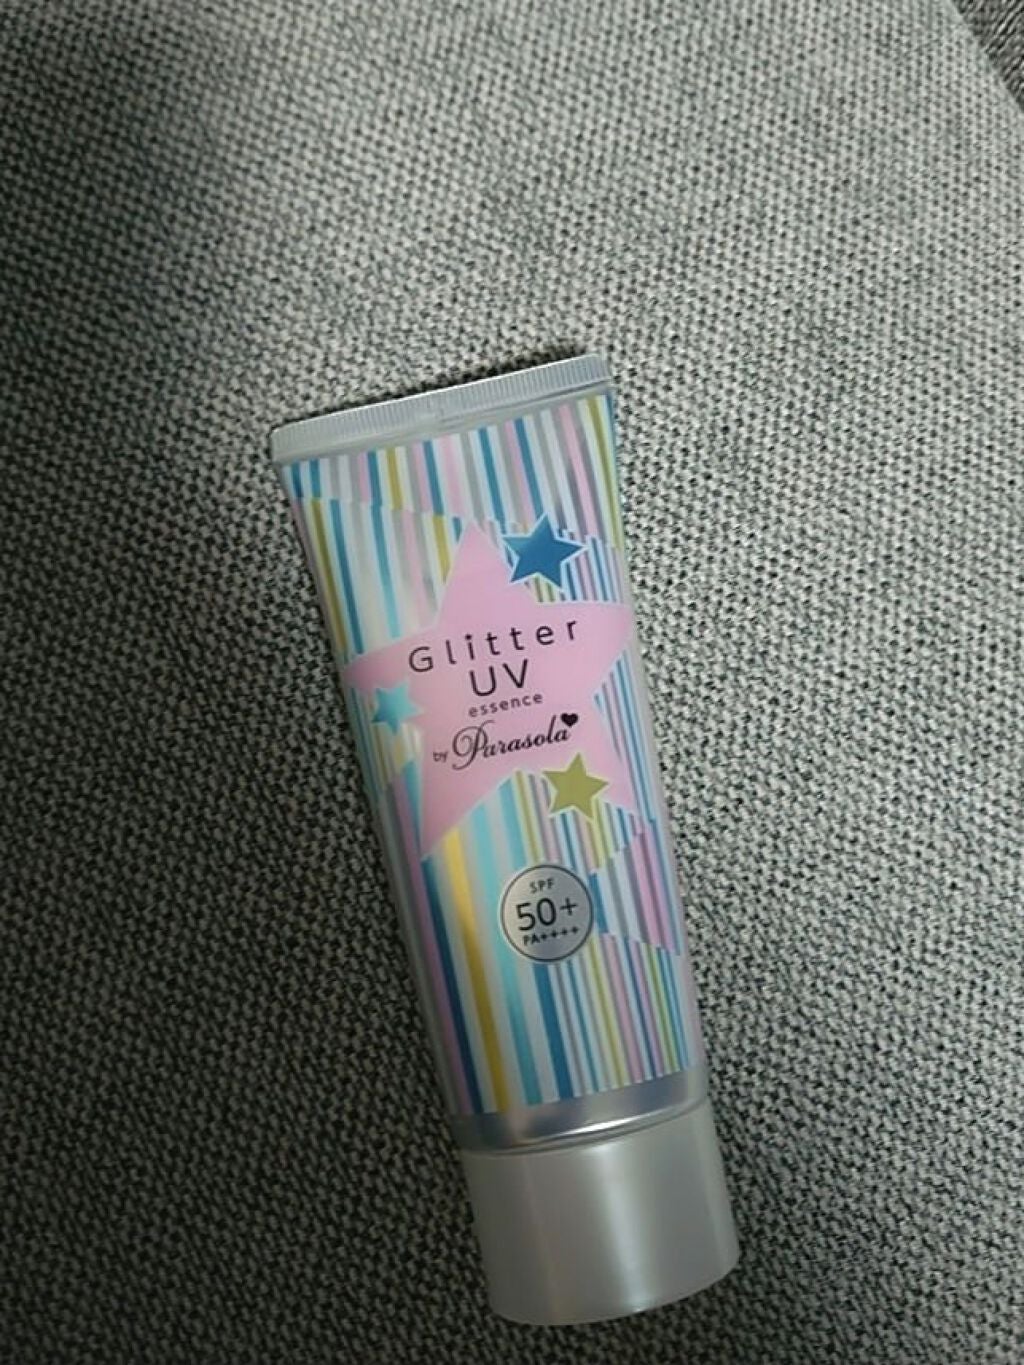 Glitter
UV
essence
by Parasola
SPF
50+
PA++++